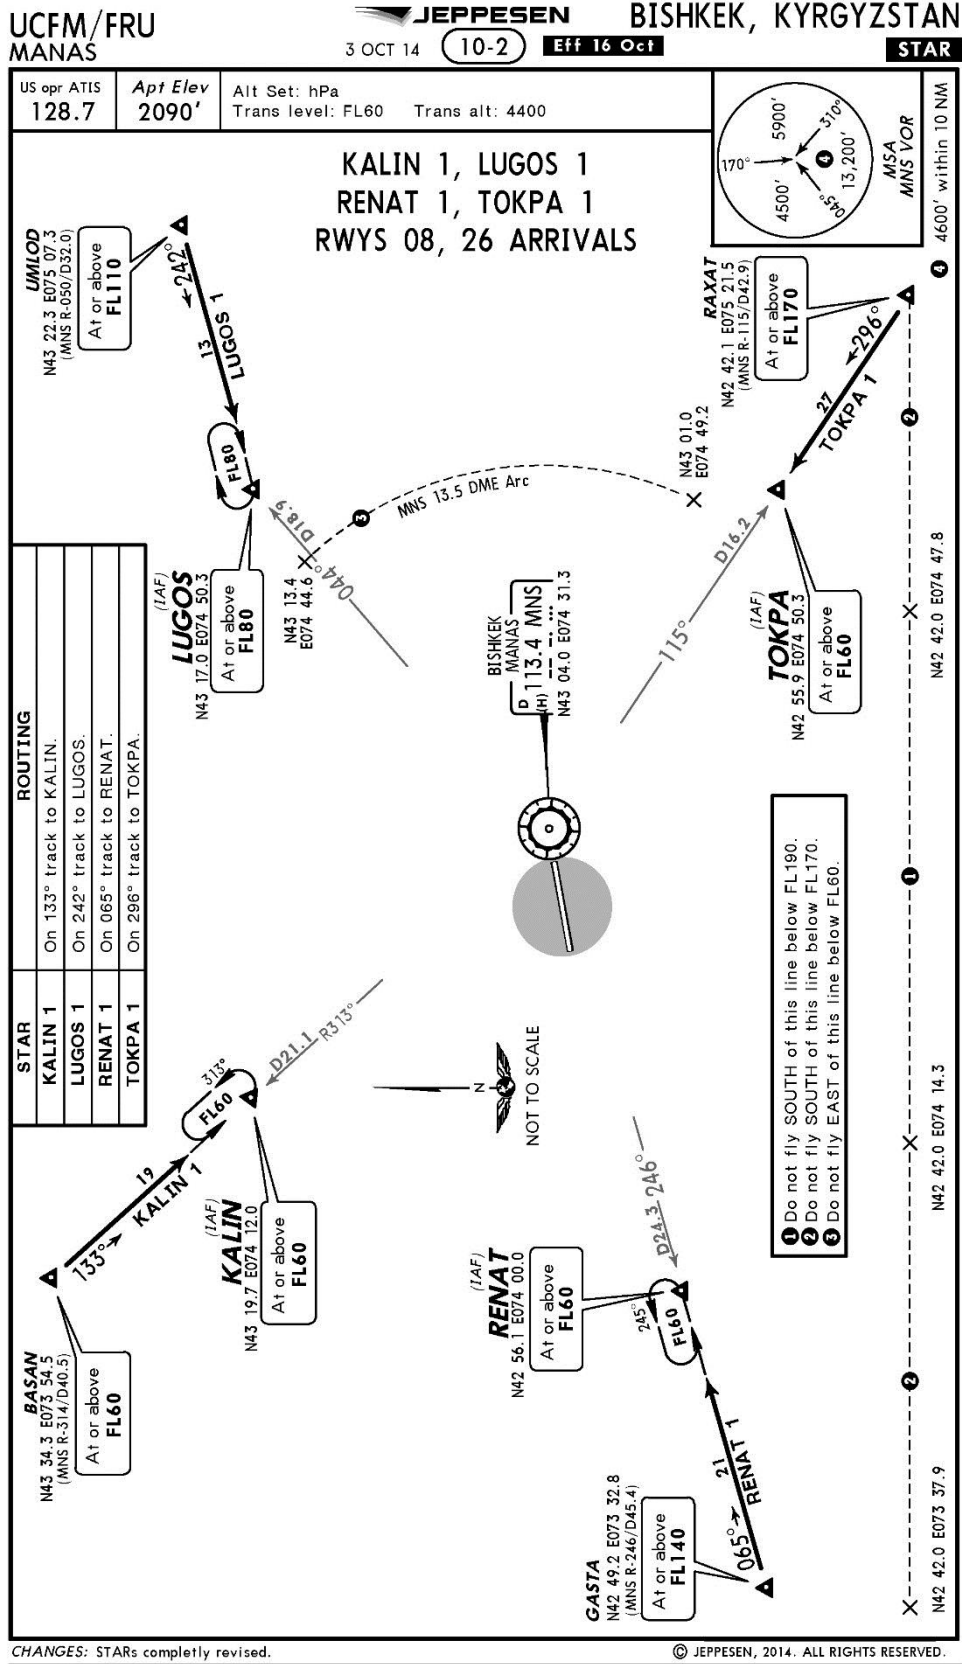 UCFM/FRU
MANAS
JEPPESEN
3 OCT 14
10-2
Eff 16 Oct
BISHKEK, KYRGYZSTAN
STAR
US opr ATIS
128.7
Apt Elev
2090'
Alt Set: hPa
Trans level: FL60 Trans alt: 4400
KALIN 1, LUGOS 1
RENAT 1, TOKPA 1
RWYS 08, 26 ARRIVALS
170°
310°
045°
5900'
4500'
4
13,200'
MSA
MNS VOR
4 4600' within 10 NM
UMLOD
N43 22.3 E075 07.3
(MNS R-050/D32.0)
At or above
FL110
242°
13
LUGOS 1
FL80
RAXAT
N42 42.1 E075 21.5
(MNS R-115/D42.9)
At or above
FL170
296°
27
TOKPA 1
2
N43 01.0
E074 49.2
MNS 13.5 DME Arc
3
D18.9
044°
N43 13.4
E074 44.6
(IAF)
LUGOS
N43 17.0 E074 50.3
At or above
FL80
D16.2
115°
(IAF)
TOKPA
N42 55.9 E074 50.3
At or above
FL60
N42 42.0 E074 47.8
BISHKEK
MANAS
D
(H) 113.4 MNS
N43 04.0 E074 31.3
STAR ROUTING
KALIN 1 On 133° track to KALIN.
LUGOS 1 On 242° track to LUGOS.
RENAT 1 On 065° track to RENAT.
TOKPA 1 On 296° track to TOKPA.
1
1 Do not fly SOUTH of this line below FL190.
2 Do not fly SOUTH of this line below FL170.
3 Do not fly EAST of this line below FL60.
D21.1
R313°
313°
FL60
19
KALIN 1
133°
(IAF)
KALIN
N43 19.7 E074 12.0
At or above
FL60
N
NOT TO SCALE
N42 42.0 E074 14.3
D24.3 246°
(IAF)
RENAT
N42 56.1 E074 00.0
At or above
FL60
245°
FL60
BASAN
N43 34.3 E073 54.5
(MNS R-314/D40.5)
At or above
FL60
2
21
RENAT 1
065°
GASTA
N42 49.2 E073 32.8
(MNS R-246/D45.4)
At or above
FL140
N42 42.0 E073 37.9
CHANGES: STARs completly revised.
© JEPPESEN, 2014. ALL RIGHTS RESERVED.